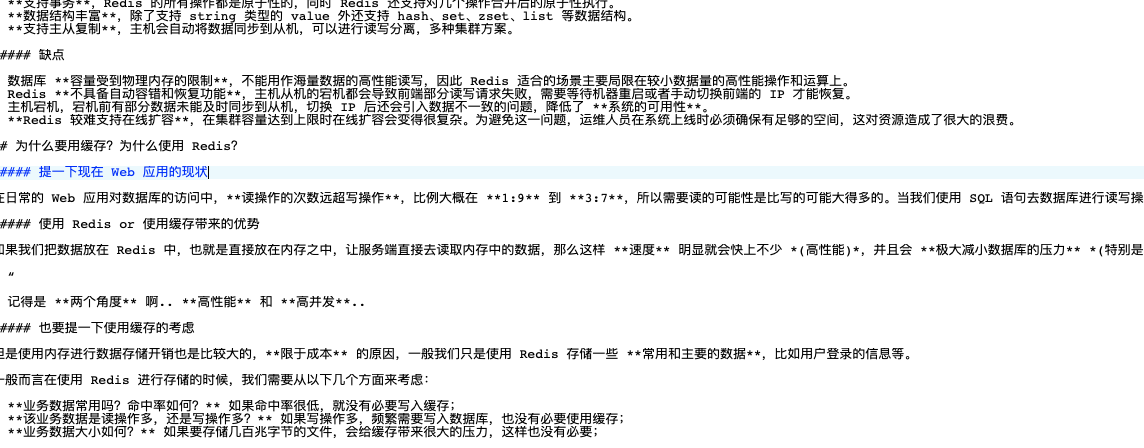 **支持事务**，Redis 的所有操作都是原子性的，同时 Redis 还支持对几个操作合并后的原子性执行。
**数据结构丰富**，除了支持 string 类型的 value 外还支持 hash、set、zset、list 等数据结构。
**支持主从复制**，主机会自动将数据同步到从机，可以进行读写分离，多种集群方案。
#### 缺点
数据库 **容量受到物理内存的限制**，不能用作海量数据的高性能读写，因此 Redis 适合的场景主要局限在较小数据量的高性能操作和运算上。
Redis **不具备自动容错和恢复功能**，主机从机的宕机都会导致前端部分读写请求失败，需要等待机器重启或者手动切换前端的 IP 才能恢复。
主机宕机，宕机前有部分数据未能及时同步到从机，切换 IP 后还会引入数据不一致的问题，降低了 **系统的可用性**。
**Redis 较难支持在线扩容**，在集群容量达到上限时在线扩容会变得很复杂。为避免这一问题，运维人员在系统上线时必须确保有足够的空间，这对资源造成了很大的浪费。
# 为什么要用缓存？为什么使用 Redis?
#### 提一下现在 Web 应用的现状
在日常的 Web 应用对数据库的访问中，**读操作的次数远超写操作**，比例大概在 **1:9** 到 **3:7**，所以需要读的可能性是比写的可能大得多的。当我们使用 SQL 语句去数据库进行读写操
#### 使用 Redis or 使用缓存带来的优势
如果我们把数据放在 Redis 中，也就是直接放在内存之中，让服务端直接去读取内存中的数据，那么这样 **速度** 明显就会快上不少 *(高性能)*，并且会 **极大减小数据库的压力** *(特别是
“
记得是 **两个角度** 啊.. **高性能** 和 **高并发**..
#### 也要提一下使用缓存的考虑
但是使用内存进行数据存储开销也是比较大的，**限于成本** 的原因，一般我们只是使用 Redis 存储一些 **常用和主要的数据**，比如用户登录的信息等。
一般而言在使用 Redis 进行存储的时候，我们需要从以下几个方面来考虑：
**业务数据常用吗？命中率如何？** 如果命中率很低，就没有必要写入缓存；
**该业务数据是读操作多，还是写操作多？** 如果写操作多，频繁需要写入数据库，也没有必要使用缓存；
**业务数据大小如何？** 如果要存储几百兆字节的文件，会给缓存带来很大的压力，这样也没有必要；